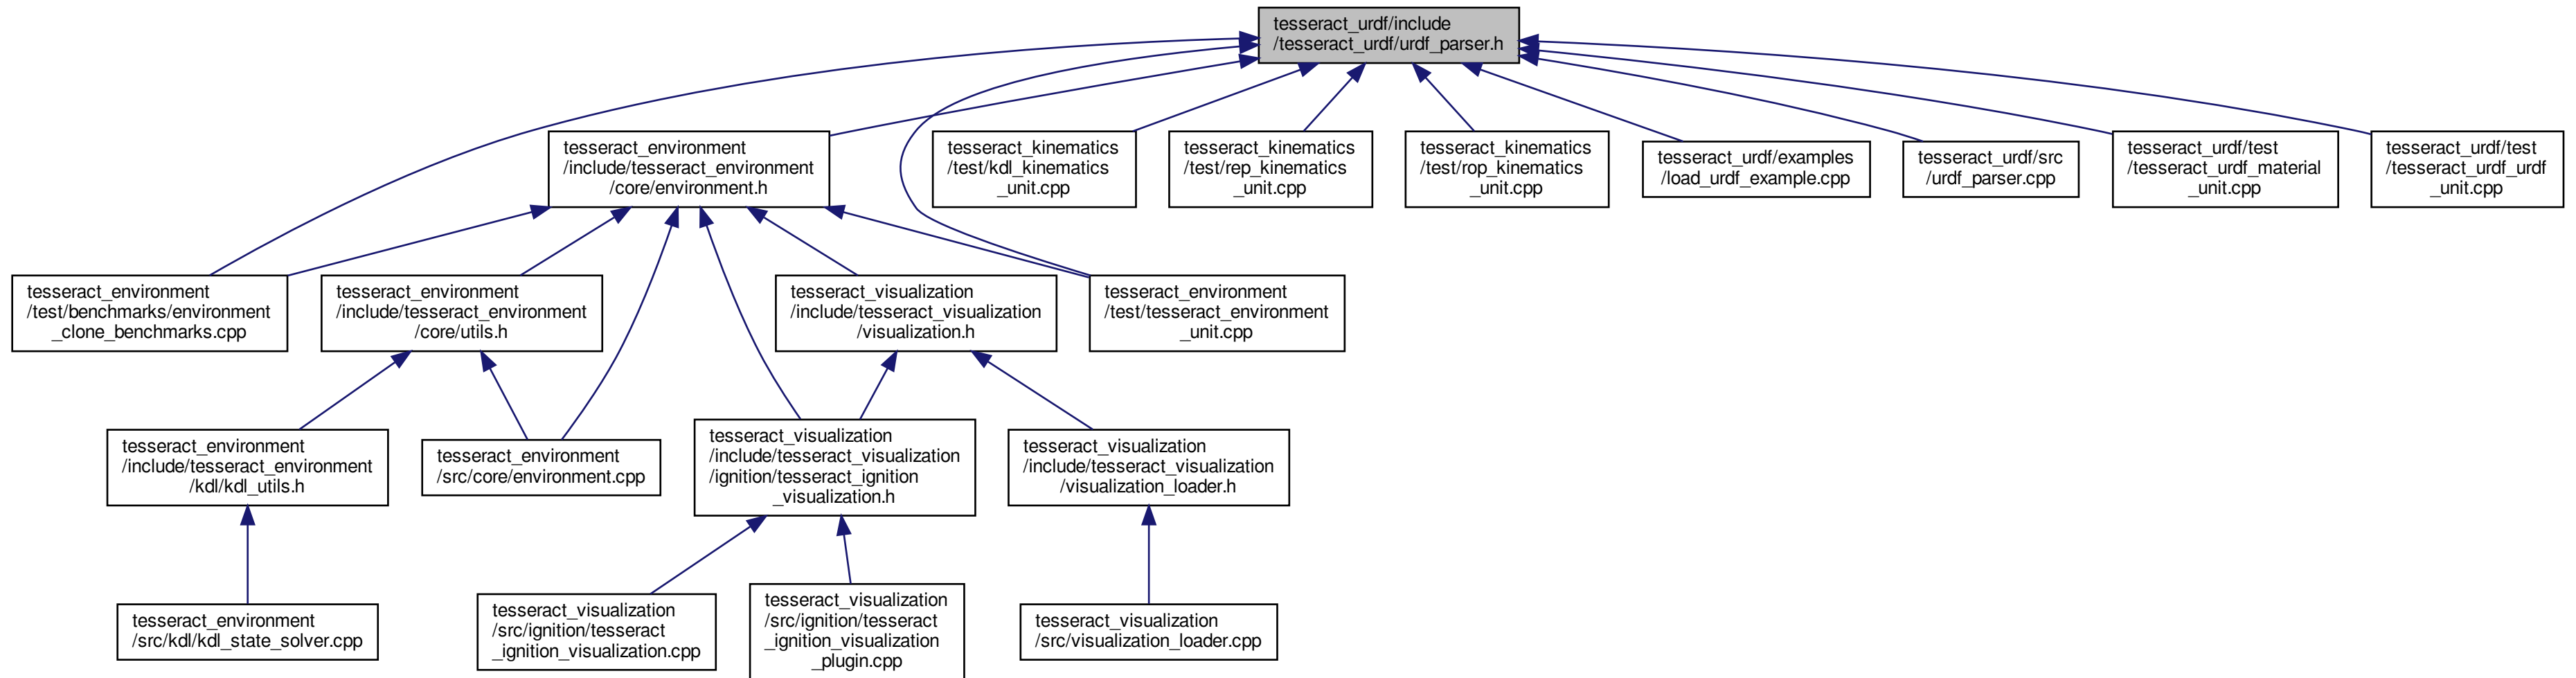 tesseract_urdf/include
/tesseract_urdf/urdf_parser.h
tesseract_environment
/include/tesseract_environment
/core/environment.h
tesseract_kinematics
/test/kdl_kinematics
_unit.cpp
tesseract_kinematics
/test/rep_kinematics
_unit.cpp
tesseract_kinematics
/test/rop_kinematics
_unit.cpp
tesseract_urdf/examples
/load_urdf_example.cpp
tesseract_urdf/src
/urdf_parser.cpp
tesseract_urdf/test
/tesseract_urdf_material
_unit.cpp
tesseract_urdf/test
/tesseract_urdf_urdf
_unit.cpp
tesseract_environment
/test/benchmarks/environment
_clone_benchmarks.cpp
tesseract_environment
/include/tesseract_environment
/core/utils.h
tesseract_visualization
/include/tesseract_visualization
/visualization.h
tesseract_environment
/test/tesseract_environment
_unit.cpp
tesseract_environment
/include/tesseract_environment
/kdl/kdl_utils.h
tesseract_environment
/src/core/environment.cpp
tesseract_visualization
/include/tesseract_visualization
/ignition/tesseract_ignition
_visualization.h
tesseract_visualization
/include/tesseract_visualization
/visualization_loader.h
tesseract_environment
/src/kdl/kdl_state_solver.cpp
tesseract_visualization
/src/ignition/tesseract
_ignition_visualization.cpp
tesseract_visualization
/src/ignition/tesseract
_ignition_visualization
_plugin.cpp
tesseract_visualization
/src/visualization_loader.cpp